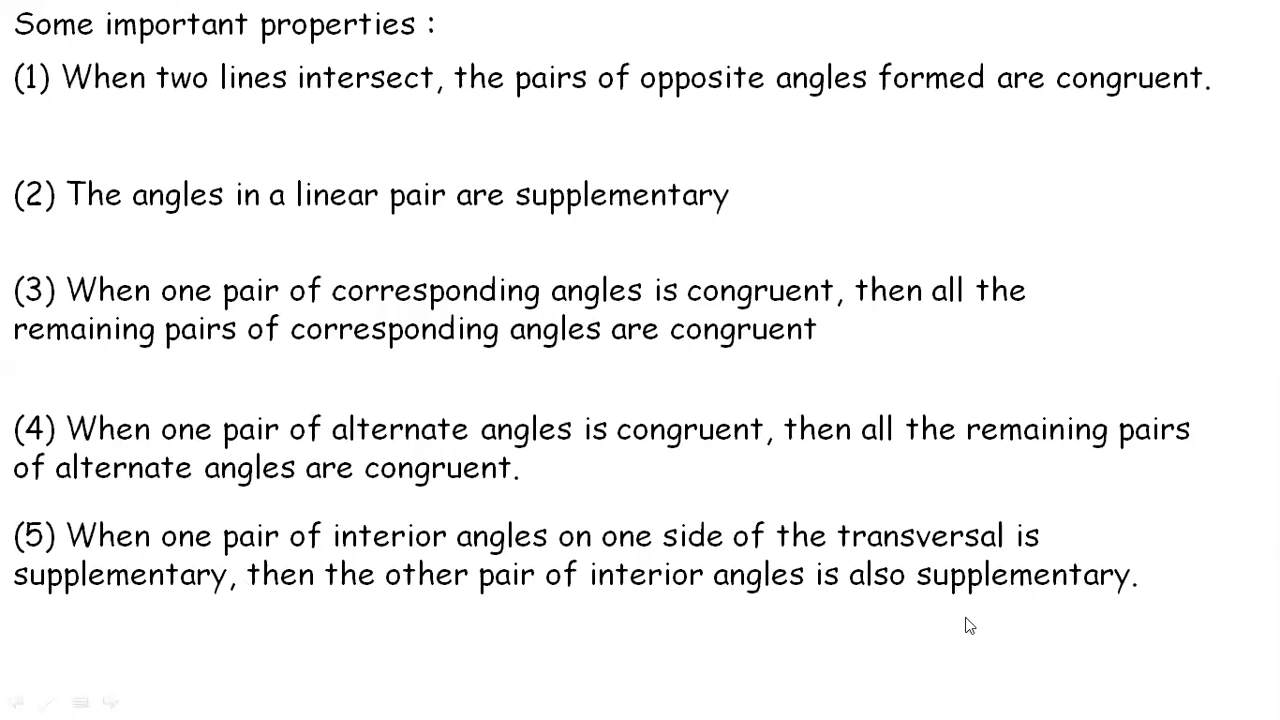 Some important properties :
(1) When two lines intersect, the pairs of opposite angles formed are congruent.
(2) The angles in a linear pair are supplementary
(3) When one pair of corresponding angles is congruent, then all the
remaining pairs of corresponding angles are congruent
(4) When one pair of alternate angles is congruent, then all the remaining pairs
of alternate angles are congruent.
(5) When one pair of interior angles on one side of the transversal is
supplementary, then the other pair of interior angles is also supplementary.